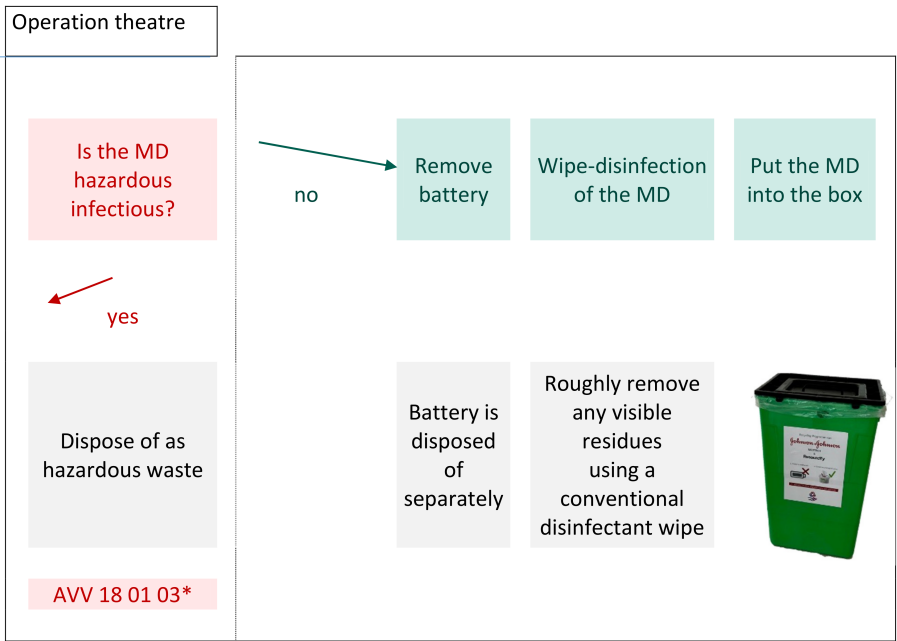 Operation theatre
Is the MD
hazardous
infectious?
no
Remove
battery
Wipe-disinfection
of the MD
Put the MD
into the box
yes
Dispose of as
hazardous waste
Battery is
disposed
of
separately
Roughly remove
any visible
residues
using a
conventional
disinfectant wipe
Johnson&Johnson
AVV 18 01 03*